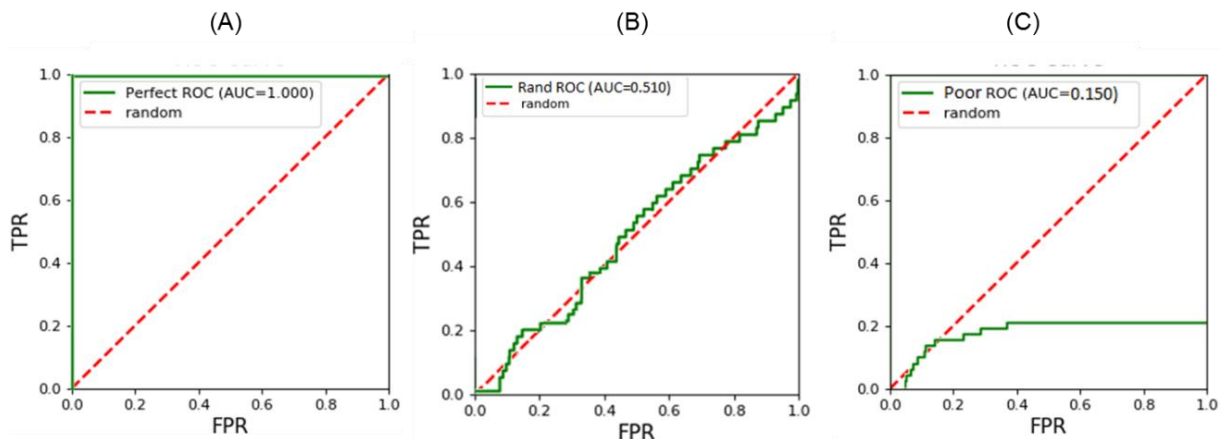 (A)
(B)
(C)
Perfect ROC (AUC=1.000)
random
1.0
0.8
0.6
0.4
0.2
0.0
TPR
0.0 0.2 0.4 0.6 0.8 1.0
FPR
Rand ROC (AUC=0.510)
random
1.0
0.8
0.6
0.4
0.2
0.0
TPR
0.0 0.2 0.4 0.6 0.8 1.0
FPR
Poor ROC (AUC=0.150)
random
1.0
0.8
0.6
0.4
0.2
0.0
TPR
0.0 0.2 0.4 0.6 0.8 1.0
FPR